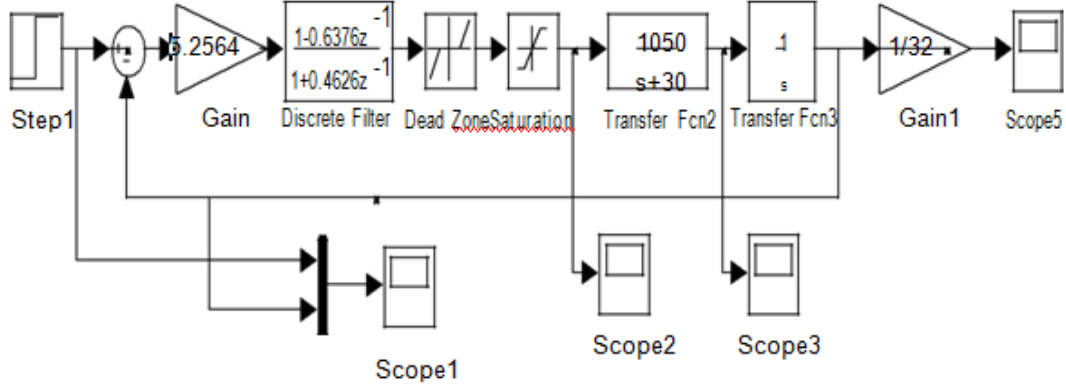 5.2564
1-0.6376z
-1
1+0.4626z
-1
1050
s+30
1
s
1/32
Step1
Gain
Discrete Filter
Dead Zone
Saturation
Transfer Fcn2
Transfer Fcn3
Gain1
Scope5
Scope1
Scope2
Scope3